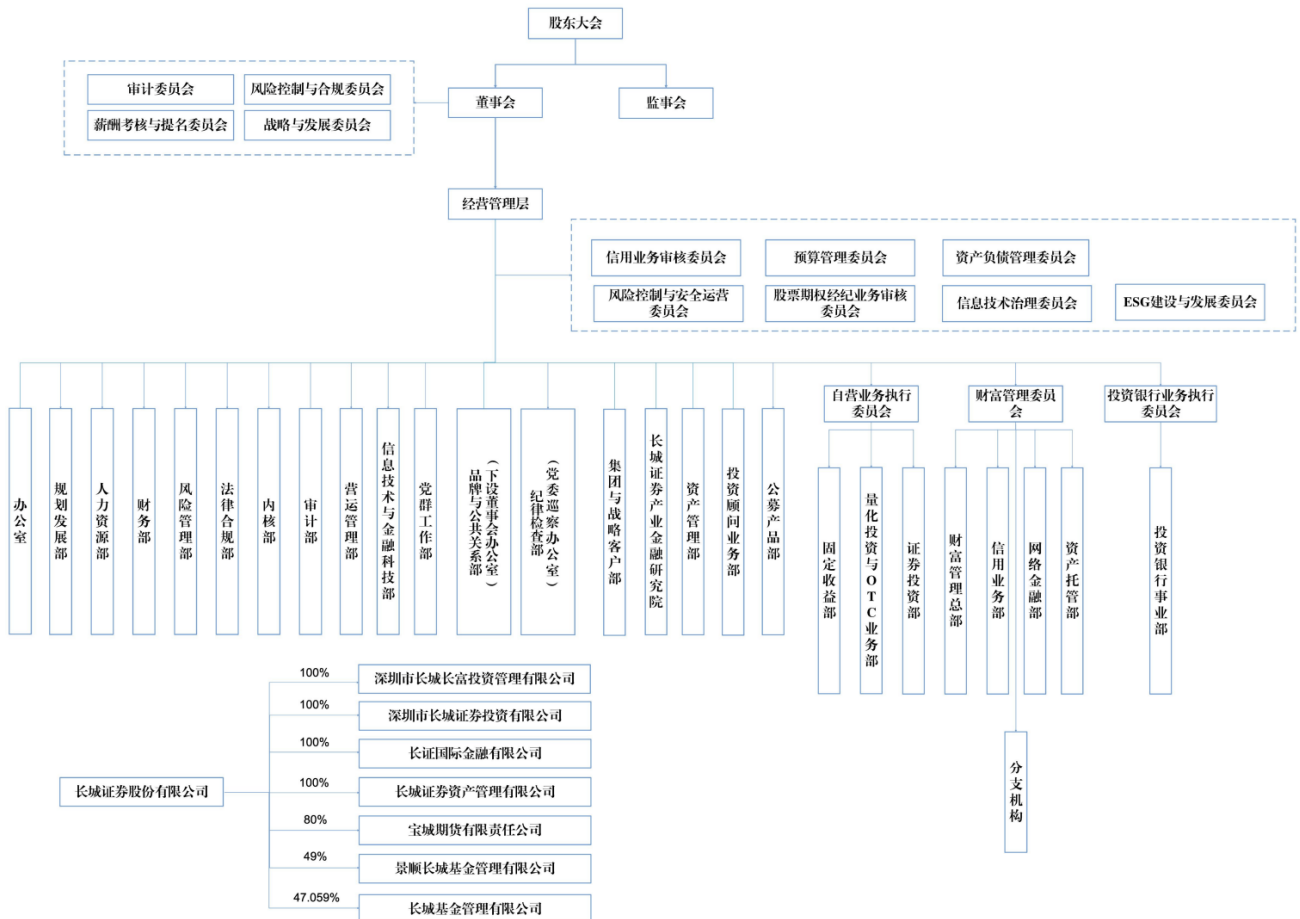 股东大会
董事会
监事会
审计委员会
风险控制与合规委员会
薪酬考核与提名委员会
战略与发展委员会
经营管理层
信用业务审核委员会
预算管理委员会
资产负债管理委员会
风险控制与安全运营
委员会
股票期权经纪业务审核
委员会
信息技术治理委员会
ESG建设与发展委员会
自营业务执行
委员会
财富管理委员
会
投资银行业务执行
委员会
办公室
规划发展部
人力资源部
财务部
风险管理部
法律合规部
内核部
审计部
营运管理部
信息技术与金融科技部
党群工作部
品牌与公共关系部
(下设董事会办公室)
纪律检查部
(党委巡察办公室)
集团与战略客户部
长城证券产业金融研究院
资产管理部
投资顾问业务部
公募产品部
固定收益部
量化投资与OTC业务部
证券投资部
财富管理总部
信用业务部
网络金融部
资产托管部
投资银行事业部
分支机构
长城证券股份有限公司
100%
深圳市长城长富投资管理有限公司
100%
深圳市长城证券投资有限公司
100%
长证国际金融有限公司
100%
长城证券资产管理有限公司
80%
宝城期货有限责任公司
49%
景顺长城基金管理有限公司
47.059%
长城基金管理有限公司